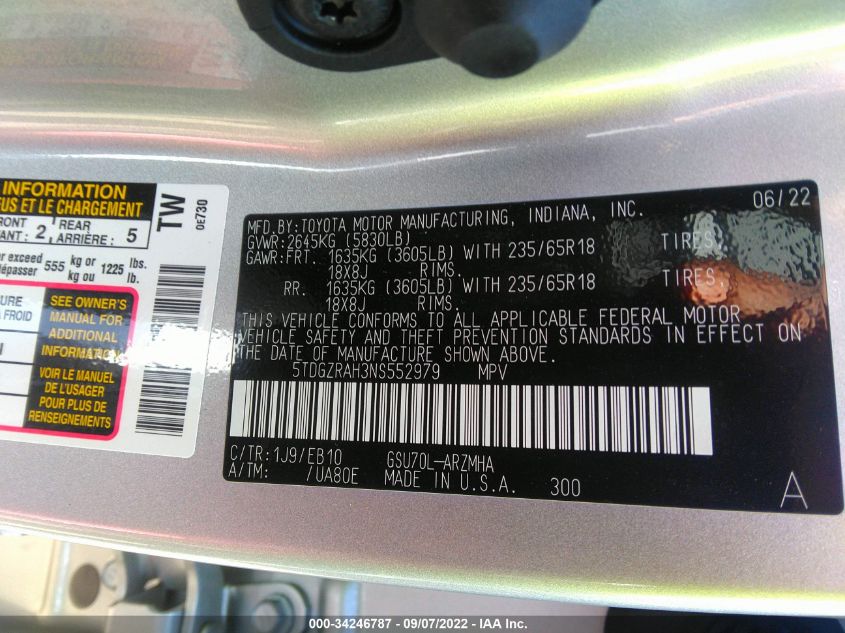 INFORMATION
US ET LE CHARGEMENT
FRONT
ANT: 2
REAR
ARRIÈRE: 5
er exceed
dépasser 555 kg or kg ou 1225 lbs. lb.
URE
A FROID
SEE OWNER'S
MANUAL FOR
ADDITIONAL
INFORMATION
VOIR LE MANUEL
DE L'USAGER
POUR PLUS DE
RENSEIGNEMENTS
TW
0E730
MFD. BY: TOYOTA MOTOR MANUFACTURING, INDIANA, INC. 06/22
GVWR: 2645KG (5830LB)
GAWR: FRT. 1635KG (3605LB) WITH 235/65R18 TIRES,
18X8J RIMS.
RR. 1635KG (3605LB) WITH 235/65R18 TIRES,
18X8J RIMS.
THIS VEHICLE CONFORMS TO ALL APPLICABLE FEDERAL MOTOR
VEHICLE SAFETY AND THEFT PREVENTION STANDARDS IN EFFECT ON
THE DATE OF MANUFACTURE SHOWN ABOVE.
5TDGZRAH3NS552979 MPV
C/TR: 1J9/EB10 GSU70L-ARZMHA
A/TM: /UA80E MADE IN U.S.A. 300
A
000-34246787 - 09/07/2022 - IAA Inc.